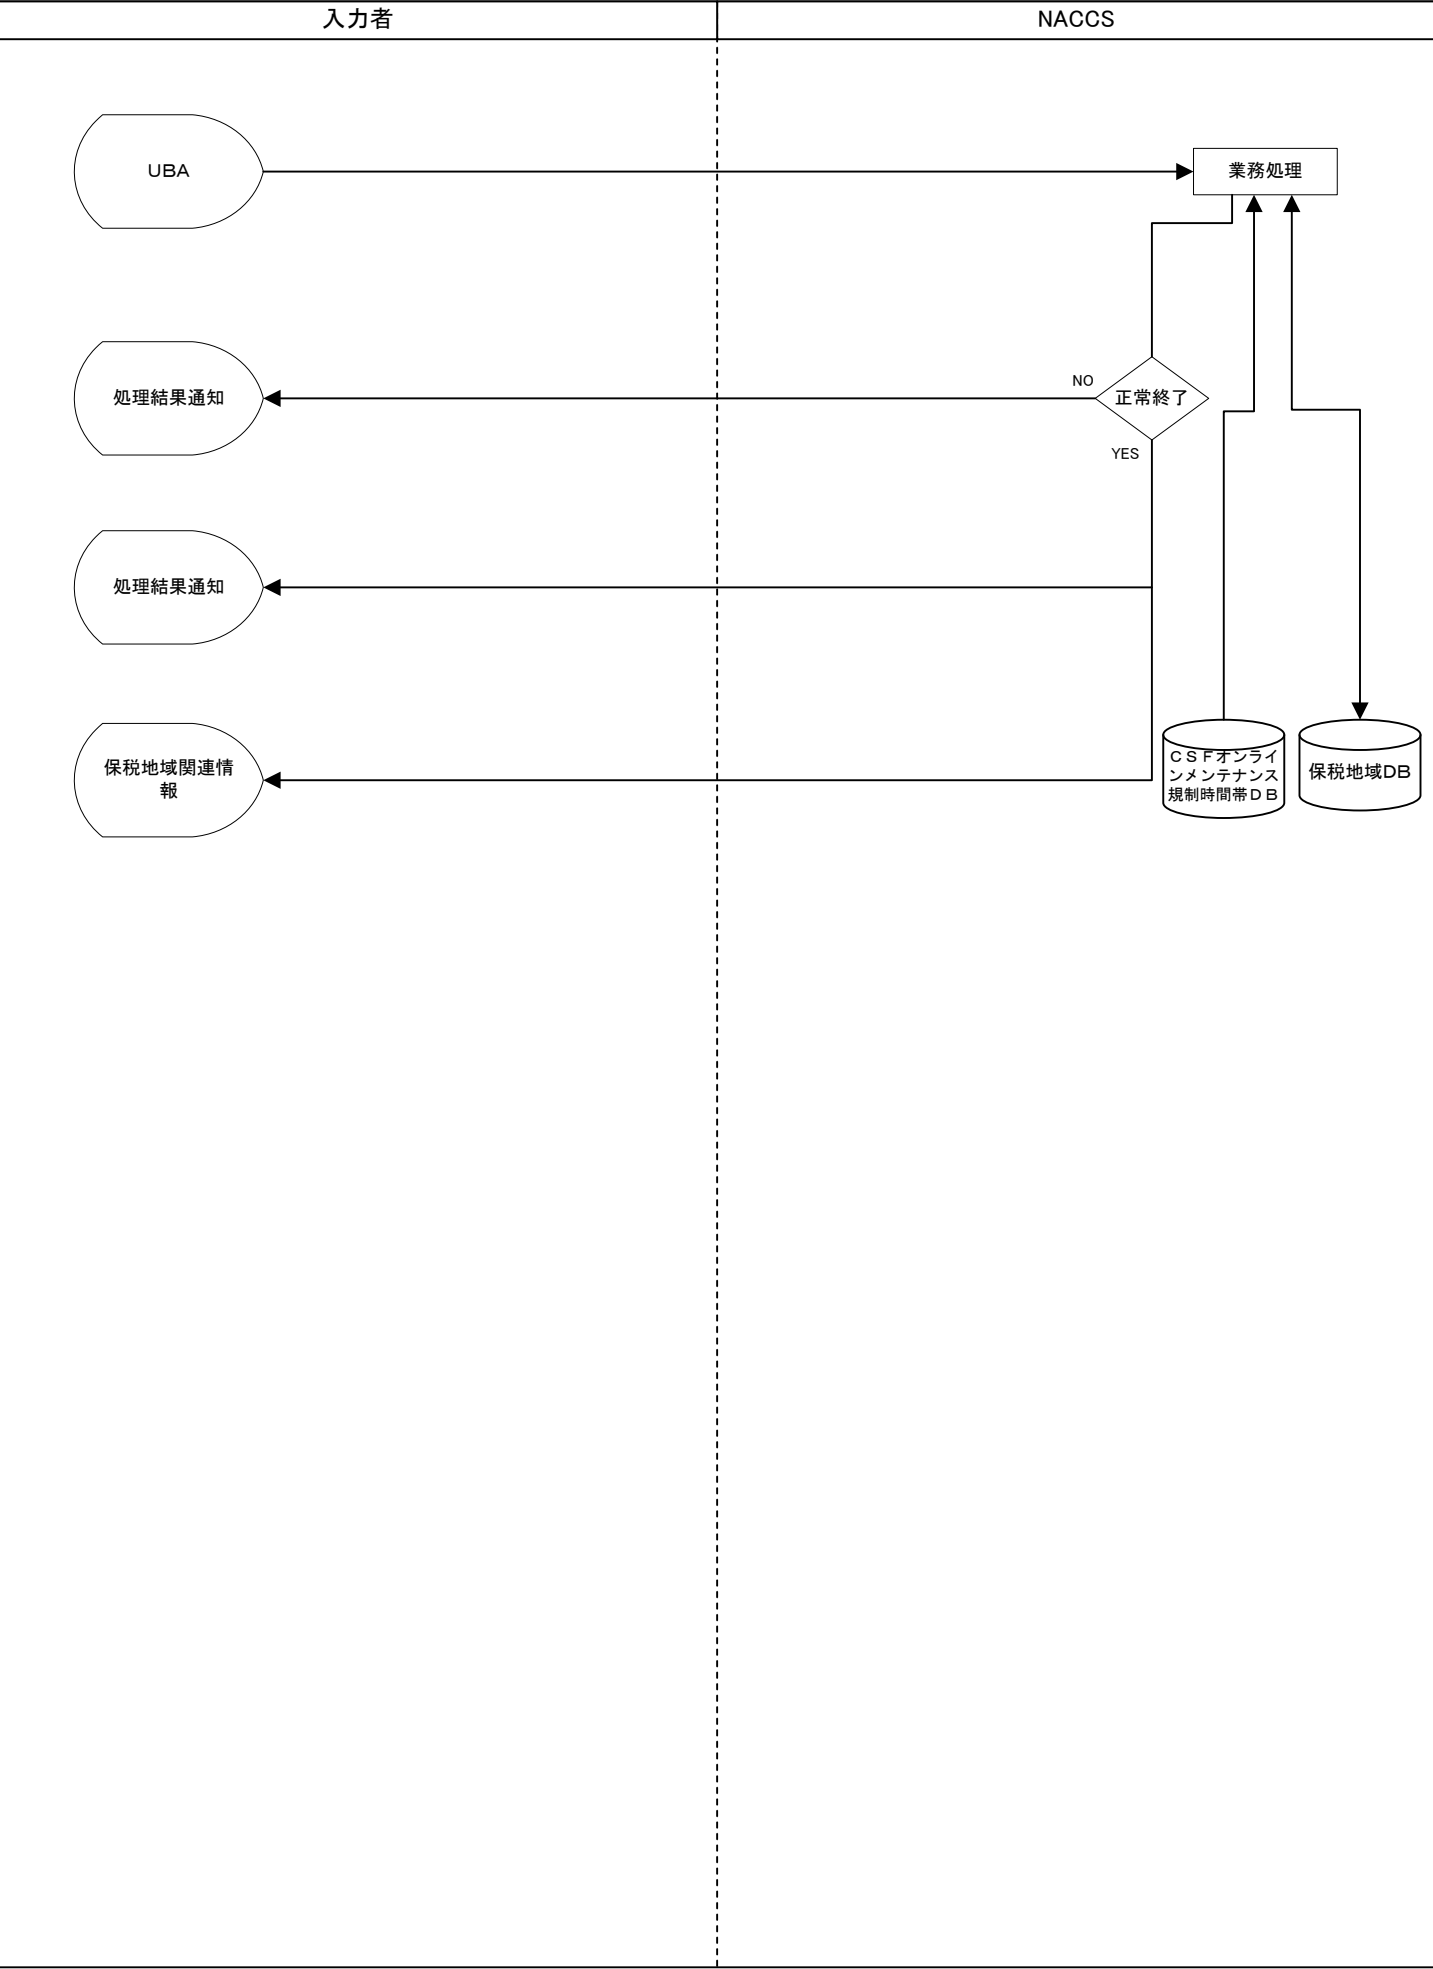 入力者
NACCS
UBA
業務処理
処理結果通知
NO
正常終了
YES
処理結果通知
保税地域関連情
報
ＣＳＦオンライ
ンメンテナンス
規制時間帯ＤＢ
保税地域DB